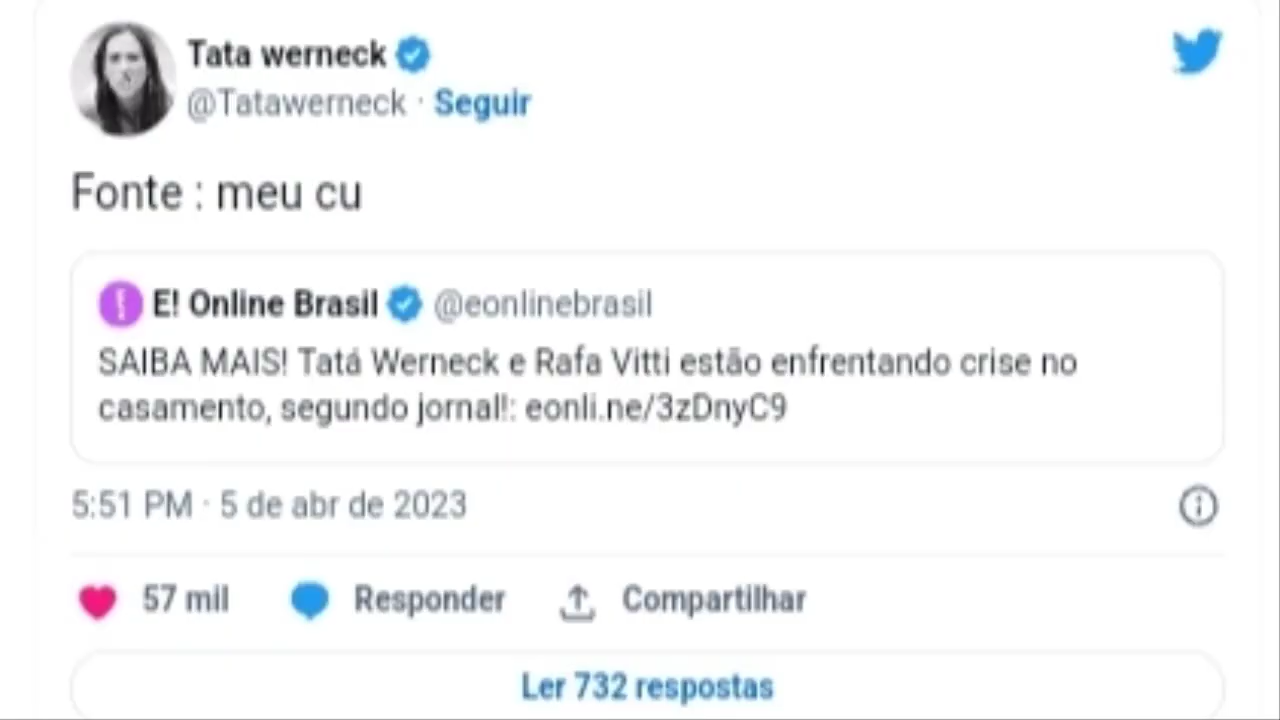 Tata werneck
@Tatawerneck · Seguir
Fonte : meu cu
E! Online Brasil @eonlinebrasil
SAIBA MAIS! Tatá Werneck e Rafa Vitti estão enfrentando crise no
casamento, segundo jornal!: eonli.ne/3zDnyC9
5:51 PM · 5 de abr de 2023
57 mil Responder Compartilhar
Ler 732 respostas